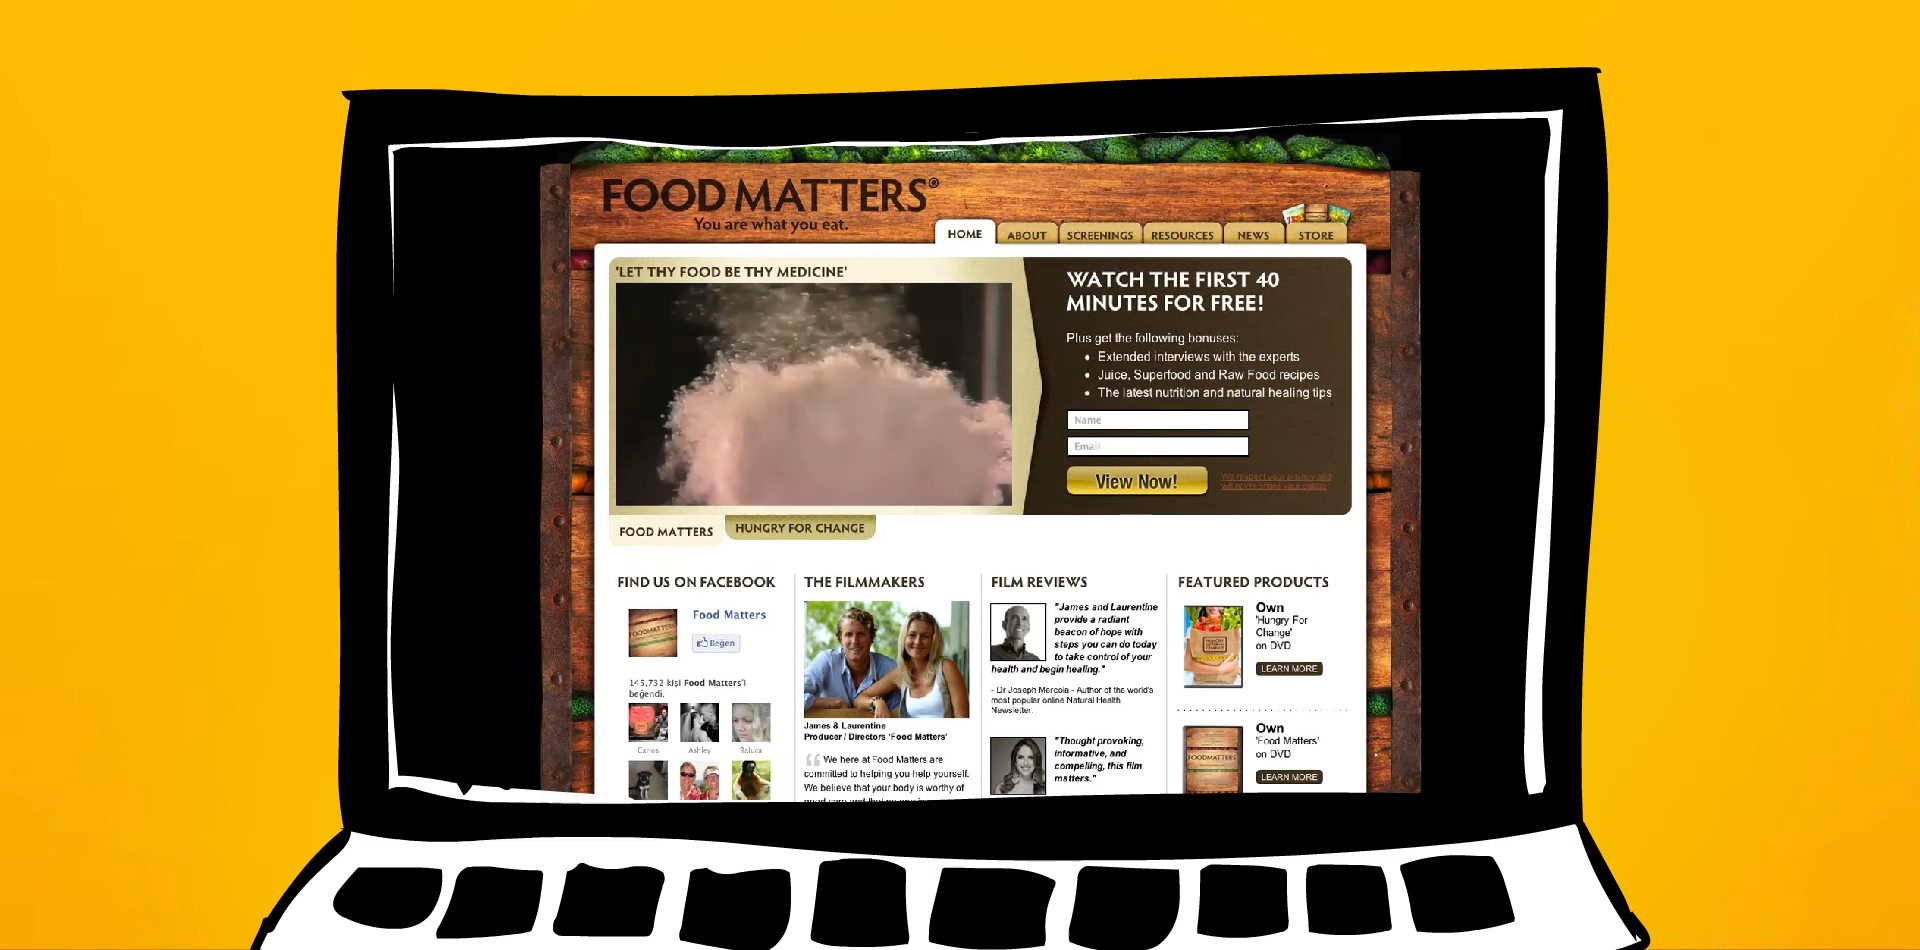 FOOD MATTERS®
You are what you eat.
HOME
ABOUT
SCREENINGS
RESOURCES
NEWS
STORE
'LET THY FOOD BE THY MEDICINE'
WATCH THE FIRST 40
MINUTES FOR FREE!
Plus get the following bonuses:
• Extended interviews with the experts
• Juice, Superfood and Raw Food recipes
• The latest nutrition and natural healing tips
Name
Email
View Now!
We respect your privacy and
will never share your details
FOOD MATTERS
HUNGRY FOR CHANGE
FIND US ON FACEBOOK
FOODMATTERS
Food Matters
Beğen
145,732 kişi Food Matters'i
beğendi.
Carlos
Ashley
Raluca
THE FILMMAKERS
James & Laurentine
Producer / Directors 'Food Matters'
We here at Food Matters are
committed to helping you help yourself.
We believe that your body is worthy of
FILM REVIEWS
"James and Laurentine
provide a radiant
beacon of hope with
steps you can do today
to take control of your
health and begin healing."
- Dr Joseph Mercola - Author of the world's
most popular online Natural Health
Newsletter.
"Thought provoking,
informative, and
compelling, this film
matters."
FEATURED PRODUCTS
Own
'Hungry For
Change'
on DVD
LEARN MORE
Own
'Food Matters'
on DVD
LEARN MORE
FOODMATTERS